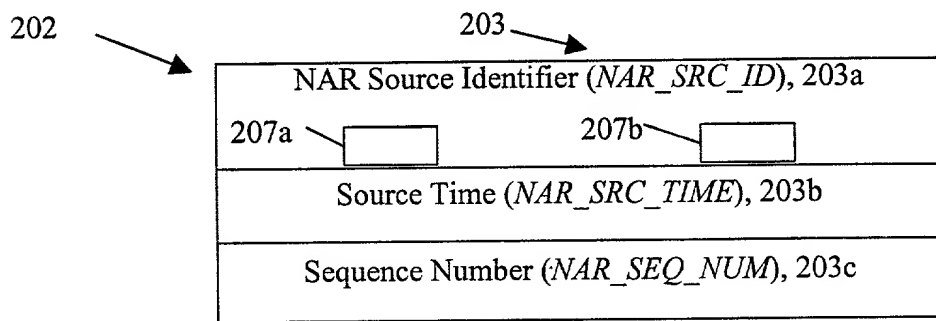 202
203
NAR Source Identifier (NAR_SRC_ID), 203a
207a
207b
Source Time (NAR_SRC_TIME), 203b
Sequence Number (NAR_SEQ_NUM), 203c